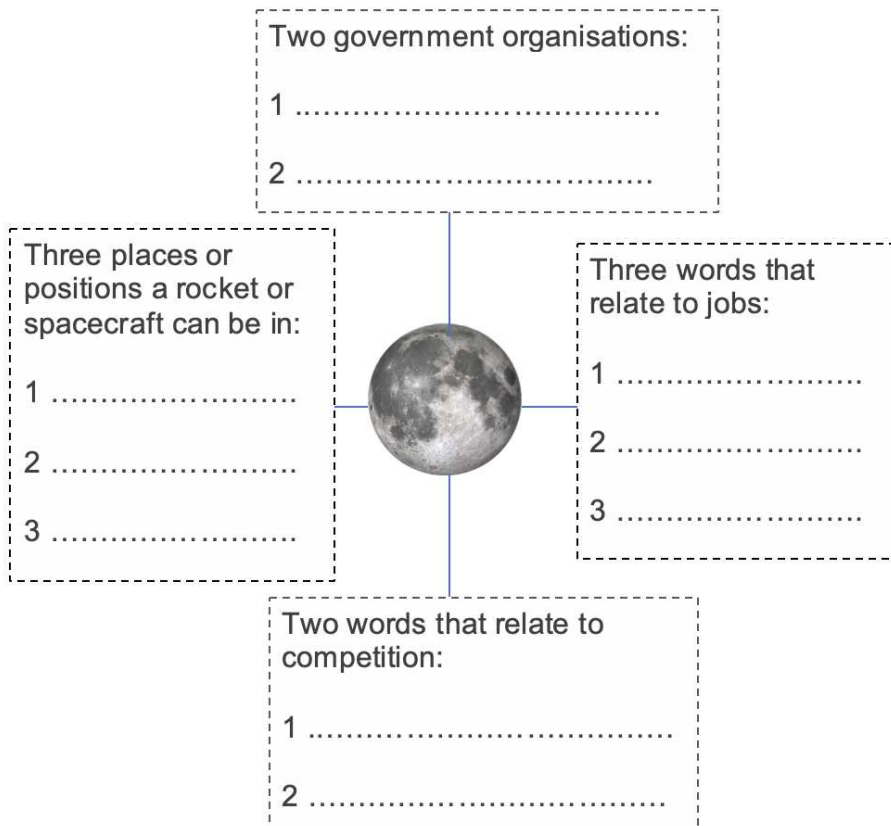 Two government organisations:
1 ....................................
2 ....................................
Three places or
positions a rocket or
spacecraft can be in:
1 .........................
2 .........................
3 .........................
Three words that
relate to jobs:
1 .........................
2 .........................
3 .........................
Two words that relate to
competition:
1 .....................................
2 ....................................